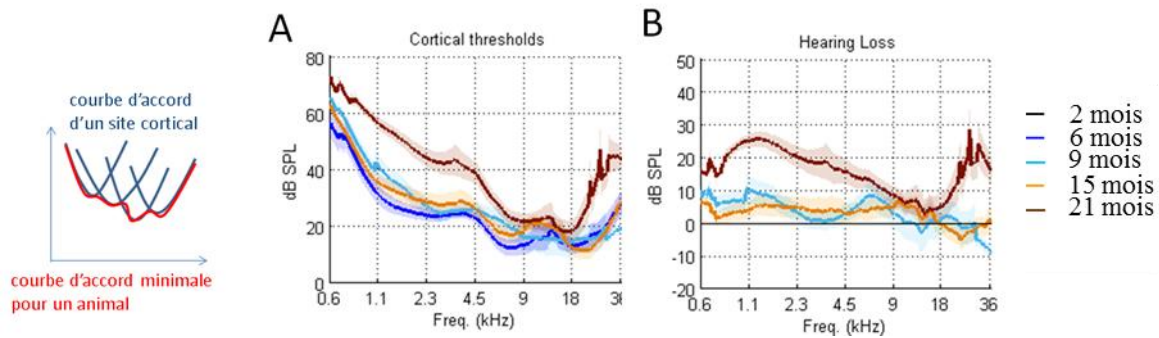 courbe d'accord
d'un site cortical
courbe d'accord minimale
pour un animal
A
Cortical thresholds
dB SPL
80
60
40
20
0
0.6 1.1 2.3 4.5 9 18 36
Freq. (kHz)
B
Hearing Loss
dB SPL
50
40
30
20
10
0
-10
-20
0.6 1.1 2.3 4.5 9 18 36
Freq. (kHz)
2 mois
6 mois
9 mois
15 mois
21 mois